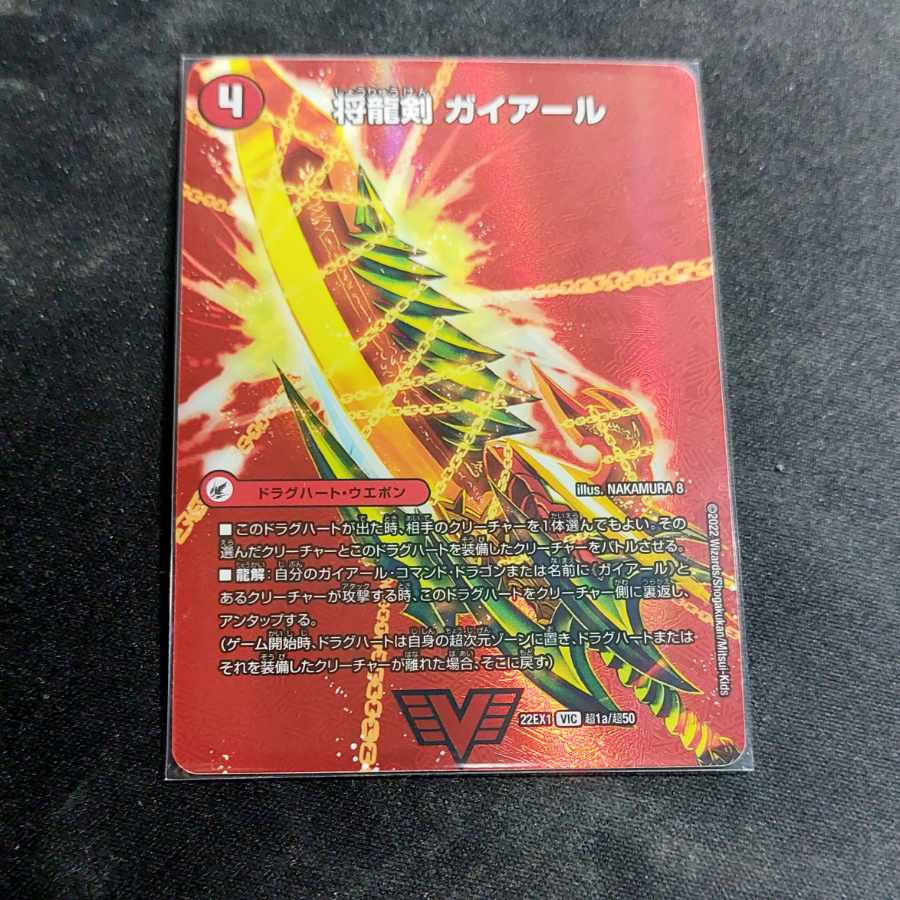 4
将龍剣 ガイアール
しょうりゅうけん
ドラグハート・ウエポン
illus. NAKAMURA 8
■このドラグハートが出た時、相手のクリーチャーを1体選んでもよい。その
選んだクリーチャーとこのドラグハートを装備したクリーチャーをバトルさせる。
■龍解:自分のガイアール・コマンド・ドラゴンまたは名前に《ガイアール》と
あるクリーチャーが攻撃する時、このドラグハートをクリーチャー側に裏返し、
アンタップする。
(ゲーム開始時、ドラグハートは自身の超次元ゾーンに置き、ドラグハートまたは
それを装備したクリーチャーが離れた場合、そこに戻す)
V
22EX1 VIC 超1a/超50
©2022 Wizards/Shogakukan/Mitsui-Kids